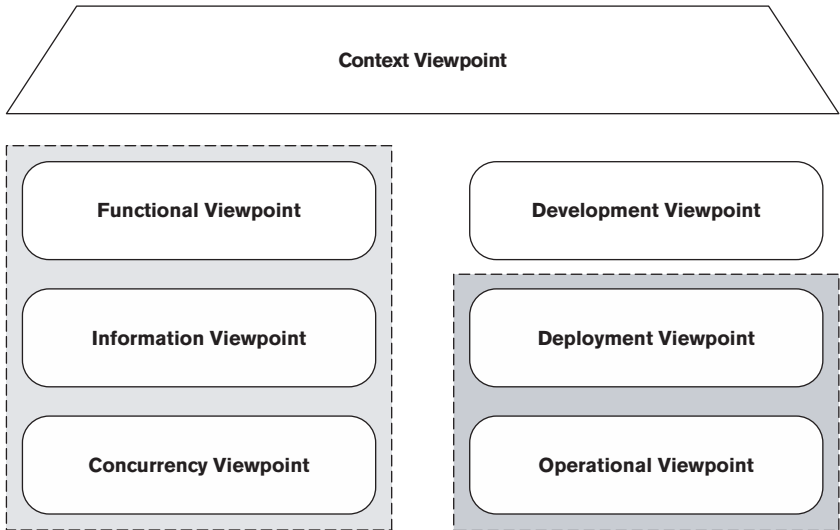 Context Viewpoint
Functional Viewpoint
Development Viewpoint
Information Viewpoint
Deployment Viewpoint
Concurrency Viewpoint
Operational Viewpoint